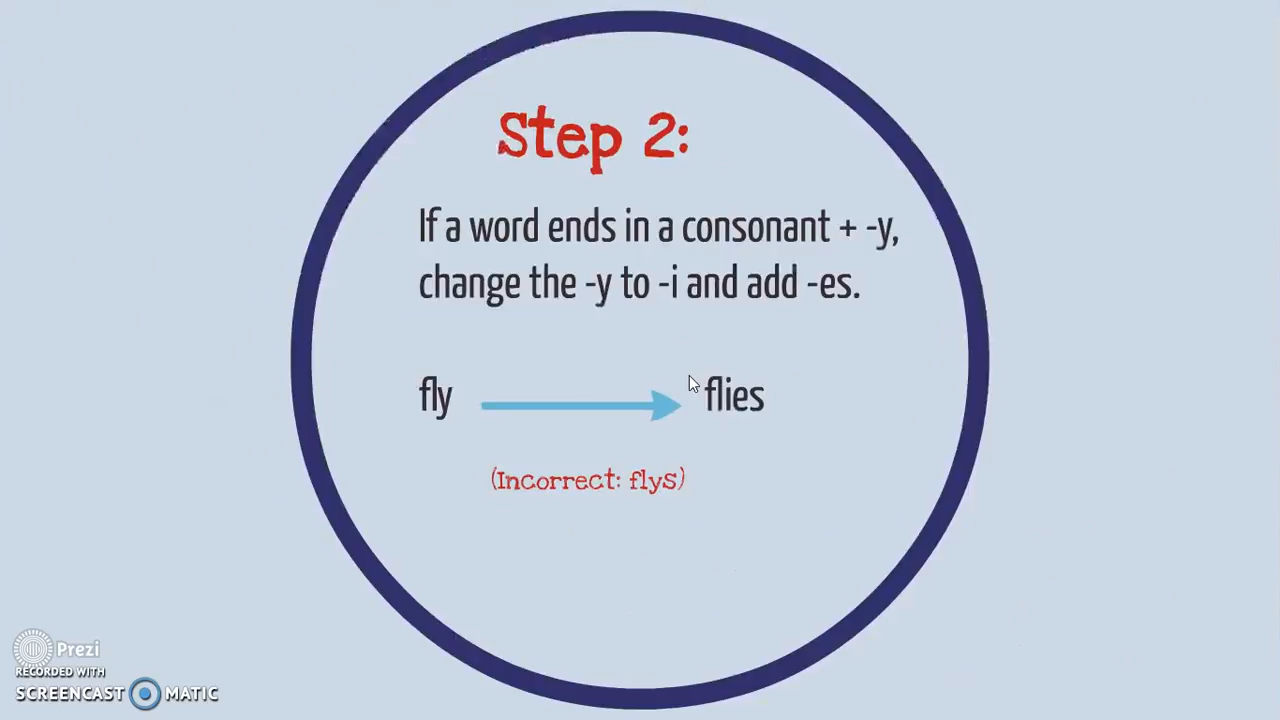 Step 2:
If a word ends in a consonant + -y,
change the -y to -i and add -es.
fly flies
(Incorrect: flys)
Prezi
RECORDED WITH
SCREENCAST MATIC